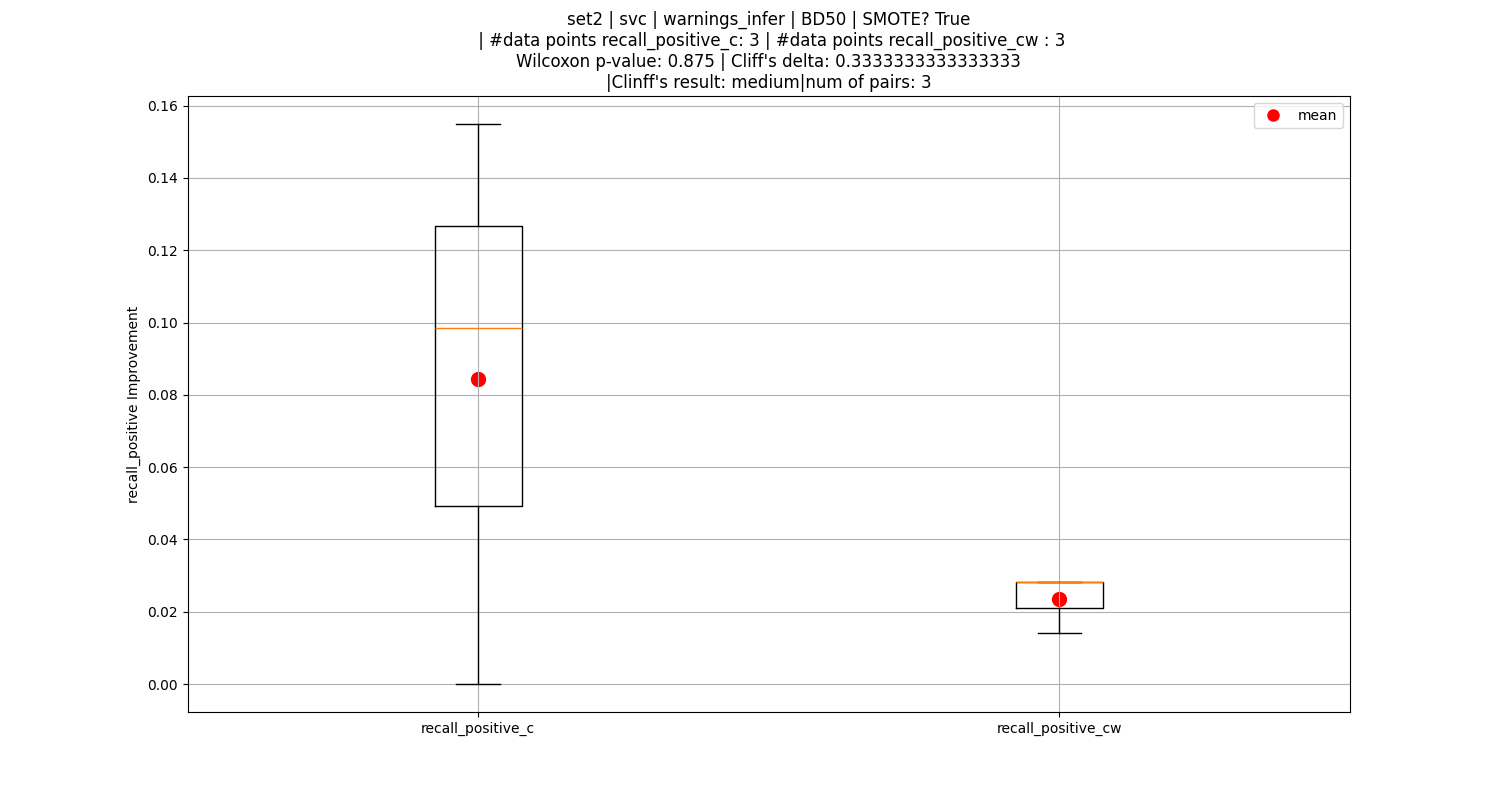 set2 | svc | warnings_infer | BD50 | SMOTE? True
| #data points recall_positive_c: 3 | #data points recall_positive_cw : 3
Wilcoxon p-value: 0.875 | Cliff's delta: 0.3333333333333333
|Clinff's result: medium|num of pairs: 3
mean
0.16
0.14
0.12
0.10
0.08
0.06
0.04
0.02
0.00
recall_positive Improvement
recall_positive_c
recall_positive_cw